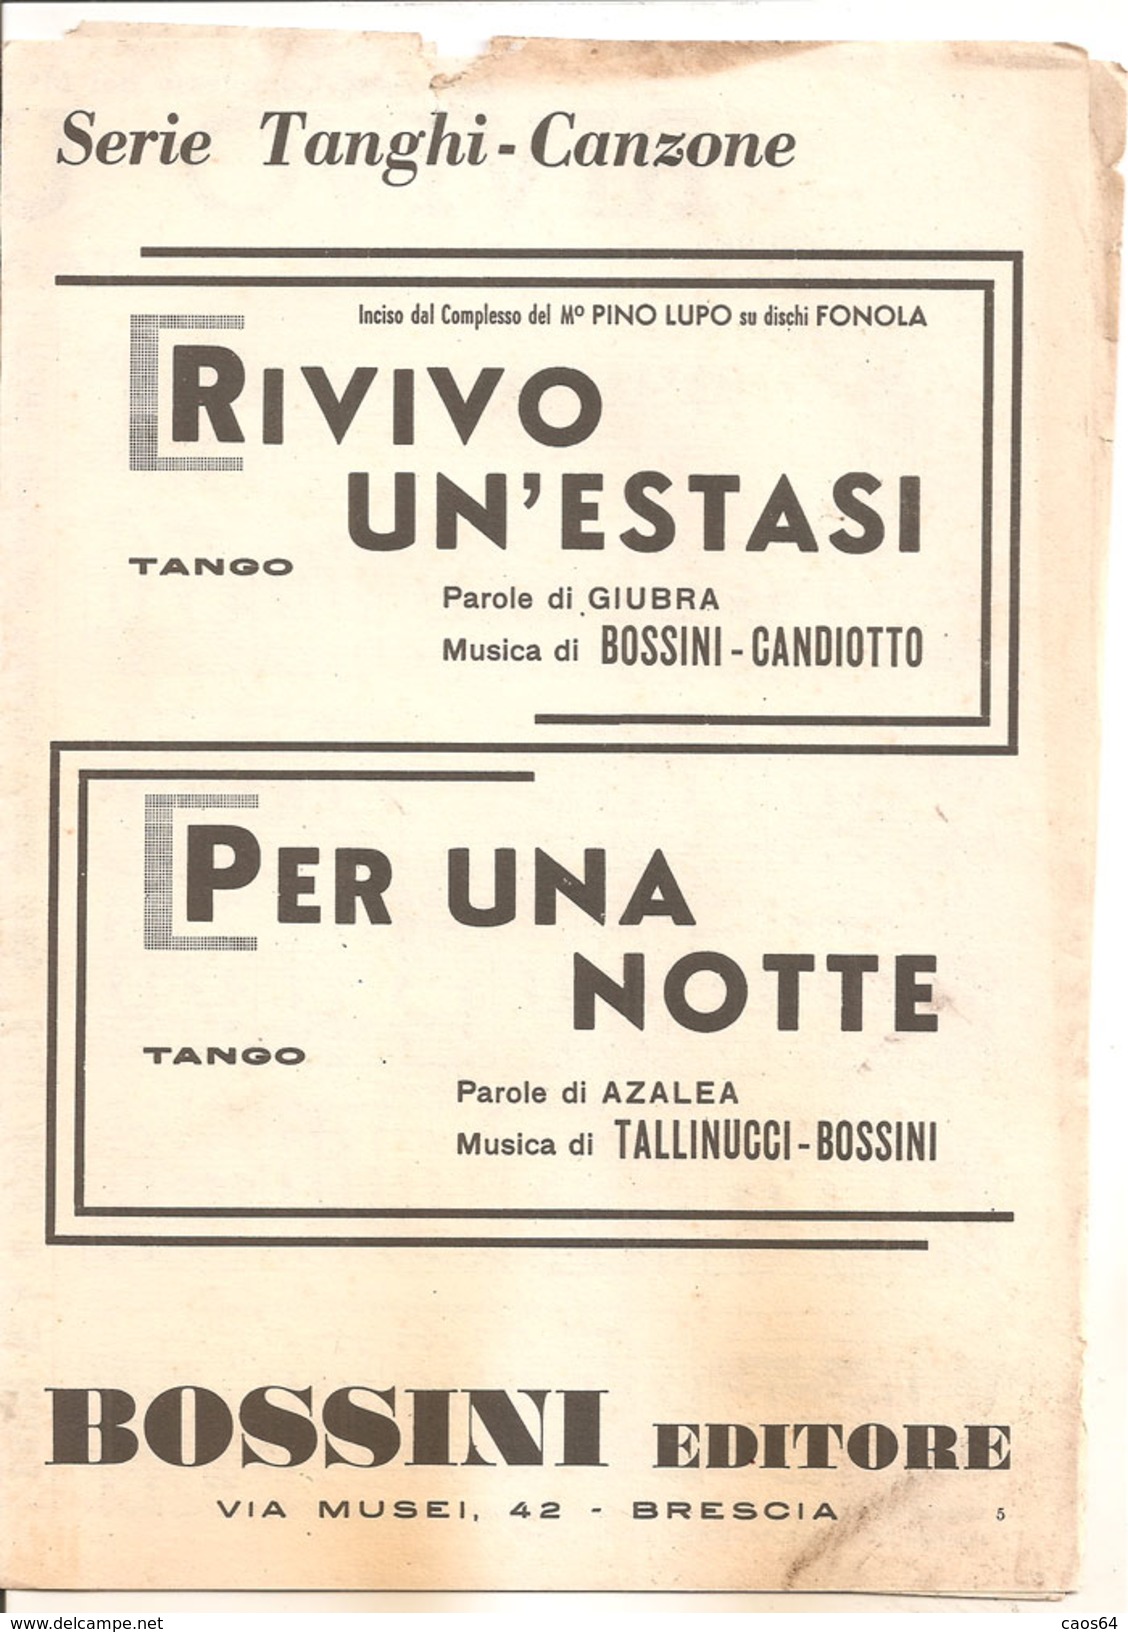 Serie Tanghi - Canzone
Inciso dal Complesso del Mº PINO LUPO su dischi FONOLA
RIVIVO
UN'ESTASI
TANGO
Parole di GIUBRA
Musica di BOSSINI - CANDIOTTO
PER UNA
NOTTE
TANGO
Parole di AZALEA
Musica di TALLINUCCI - BOSSINI
BOSSINI EDITORE
VIA MUSEI, 42 - BRESCIA 5
www.delcampe.net
caos64